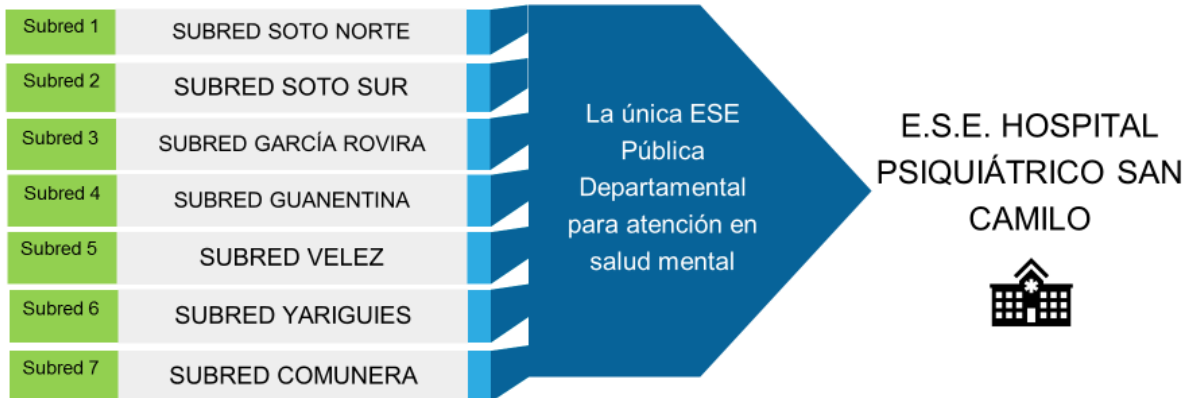 Subred 1
SUBRED SOTO NORTE
Subred 2
SUBRED SOTO SUR
Subred 3
SUBRED GARCÍA ROVIRA
Subred 4
SUBRED GUANENTINA
Subred 5
SUBRED VELEZ
Subred 6
SUBRED YARIGUIES
Subred 7
SUBRED COMUNERA
La única ESE
Pública
Departamental
para atención en
salud mental
E.S.E. HOSPITAL
PSIQUIÁTRICO SAN
CAMILO